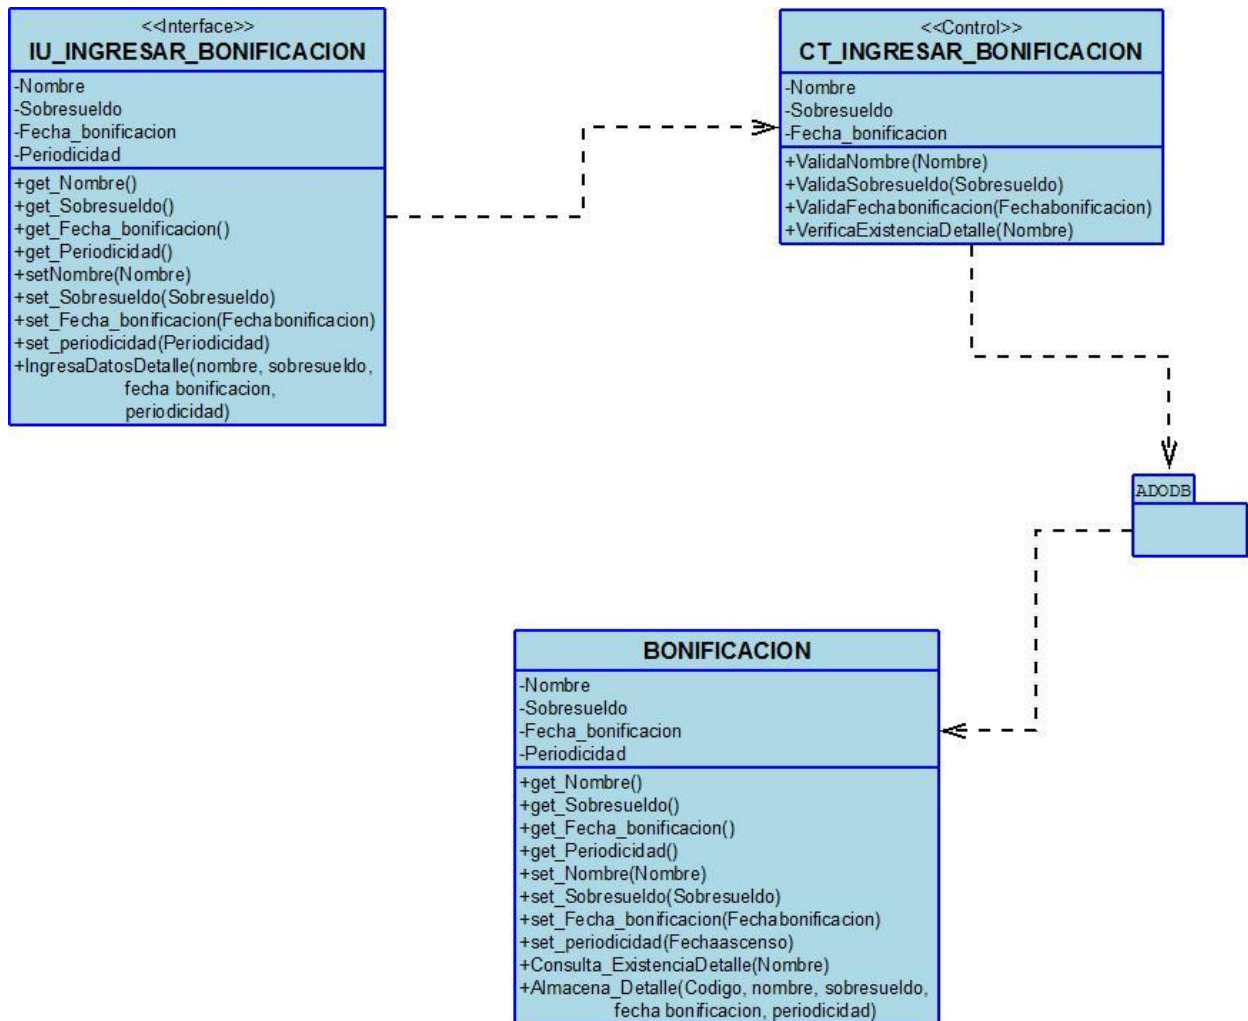 <<Interface>>
IU_INGRESAR_BONIFICACION
-Nombre
-Sobresueldo
-Fecha_bonificacion
-Periodicidad
+get_Nombre()
+get_Sobresueldo()
+get_Fecha_bonificacion()
+get_Periodicidad()
+setNombre(Nombre)
+set_Sobresueldo(Sobresueldo)
+set_Fecha_bonificacion(Fechabonificacion)
+set_periodicidad(Periodicidad)
+IngresaDatosDetalle(nombre, sobresueldo,
fecha bonificacion,
periodicidad)
<<Control>>
CT_INGRESAR_BONIFICACION
-Nombre
-Sobresueldo
-Fecha_bonificacion
+ValidaNombre(Nombre)
+ValidaSobresueldo(Sobresueldo)
+ValidaFechabonificacion(Fechabonificacion)
+VerificaExistenciaDetalle(Nombre)
ADODB
BONIFICACION
-Nombre
-Sobresueldo
-Fecha_bonificacion
-Periodicidad
+get_Nombre()
+get_Sobresueldo()
+get_Fecha_bonificacion()
+get_Periodicidad()
+set_Nombre(Nombre)
+set_Sobresueldo(Sobresueldo)
+set_Fecha_bonificacion(Fechabonificacion)
+set_periodicidad(Fechaascenso)
+Consulta_ExistenciaDetalle(Nombre)
+Almacena_Detalle(Codigo, nombre, sobresueldo,
fecha bonificacion, periodicidad)